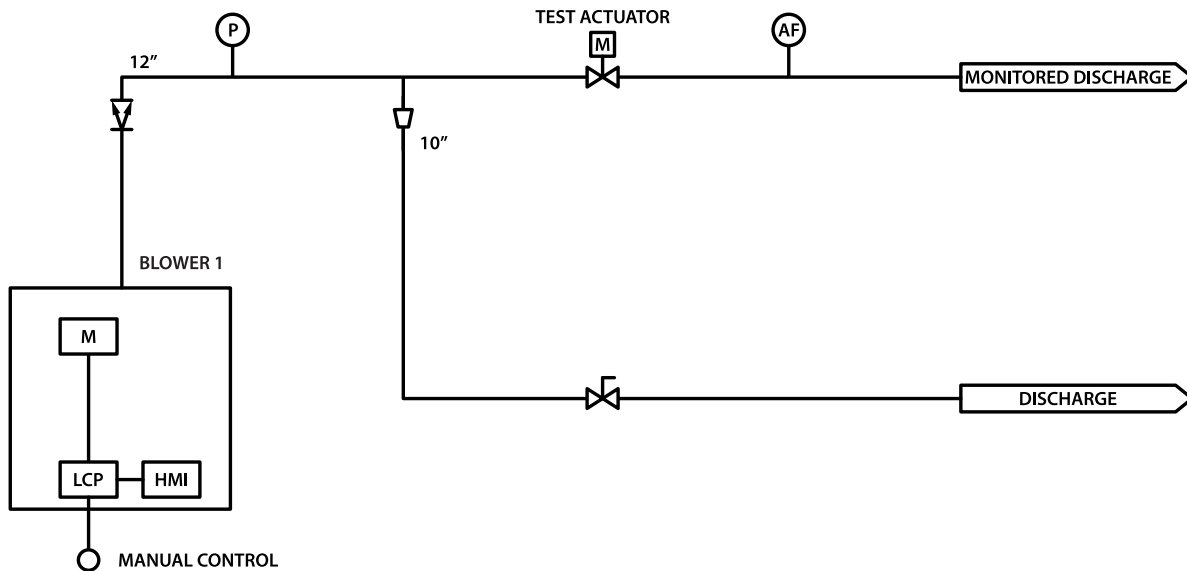 TEST ACTUATOR
P
M
AF
12”
MONITORED DISCHARGE
10”
BLOWER 1
M
DISCHARGE
LCP
HMI
MANUAL CONTROL